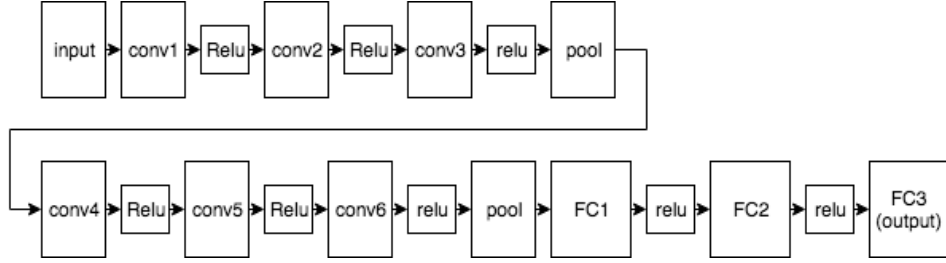 input conv1 Relu conv2 Relu conv3 relu pool
conv4 Relu conv5 Relu conv6 relu pool FC1 relu FC2 relu FC3
(output)